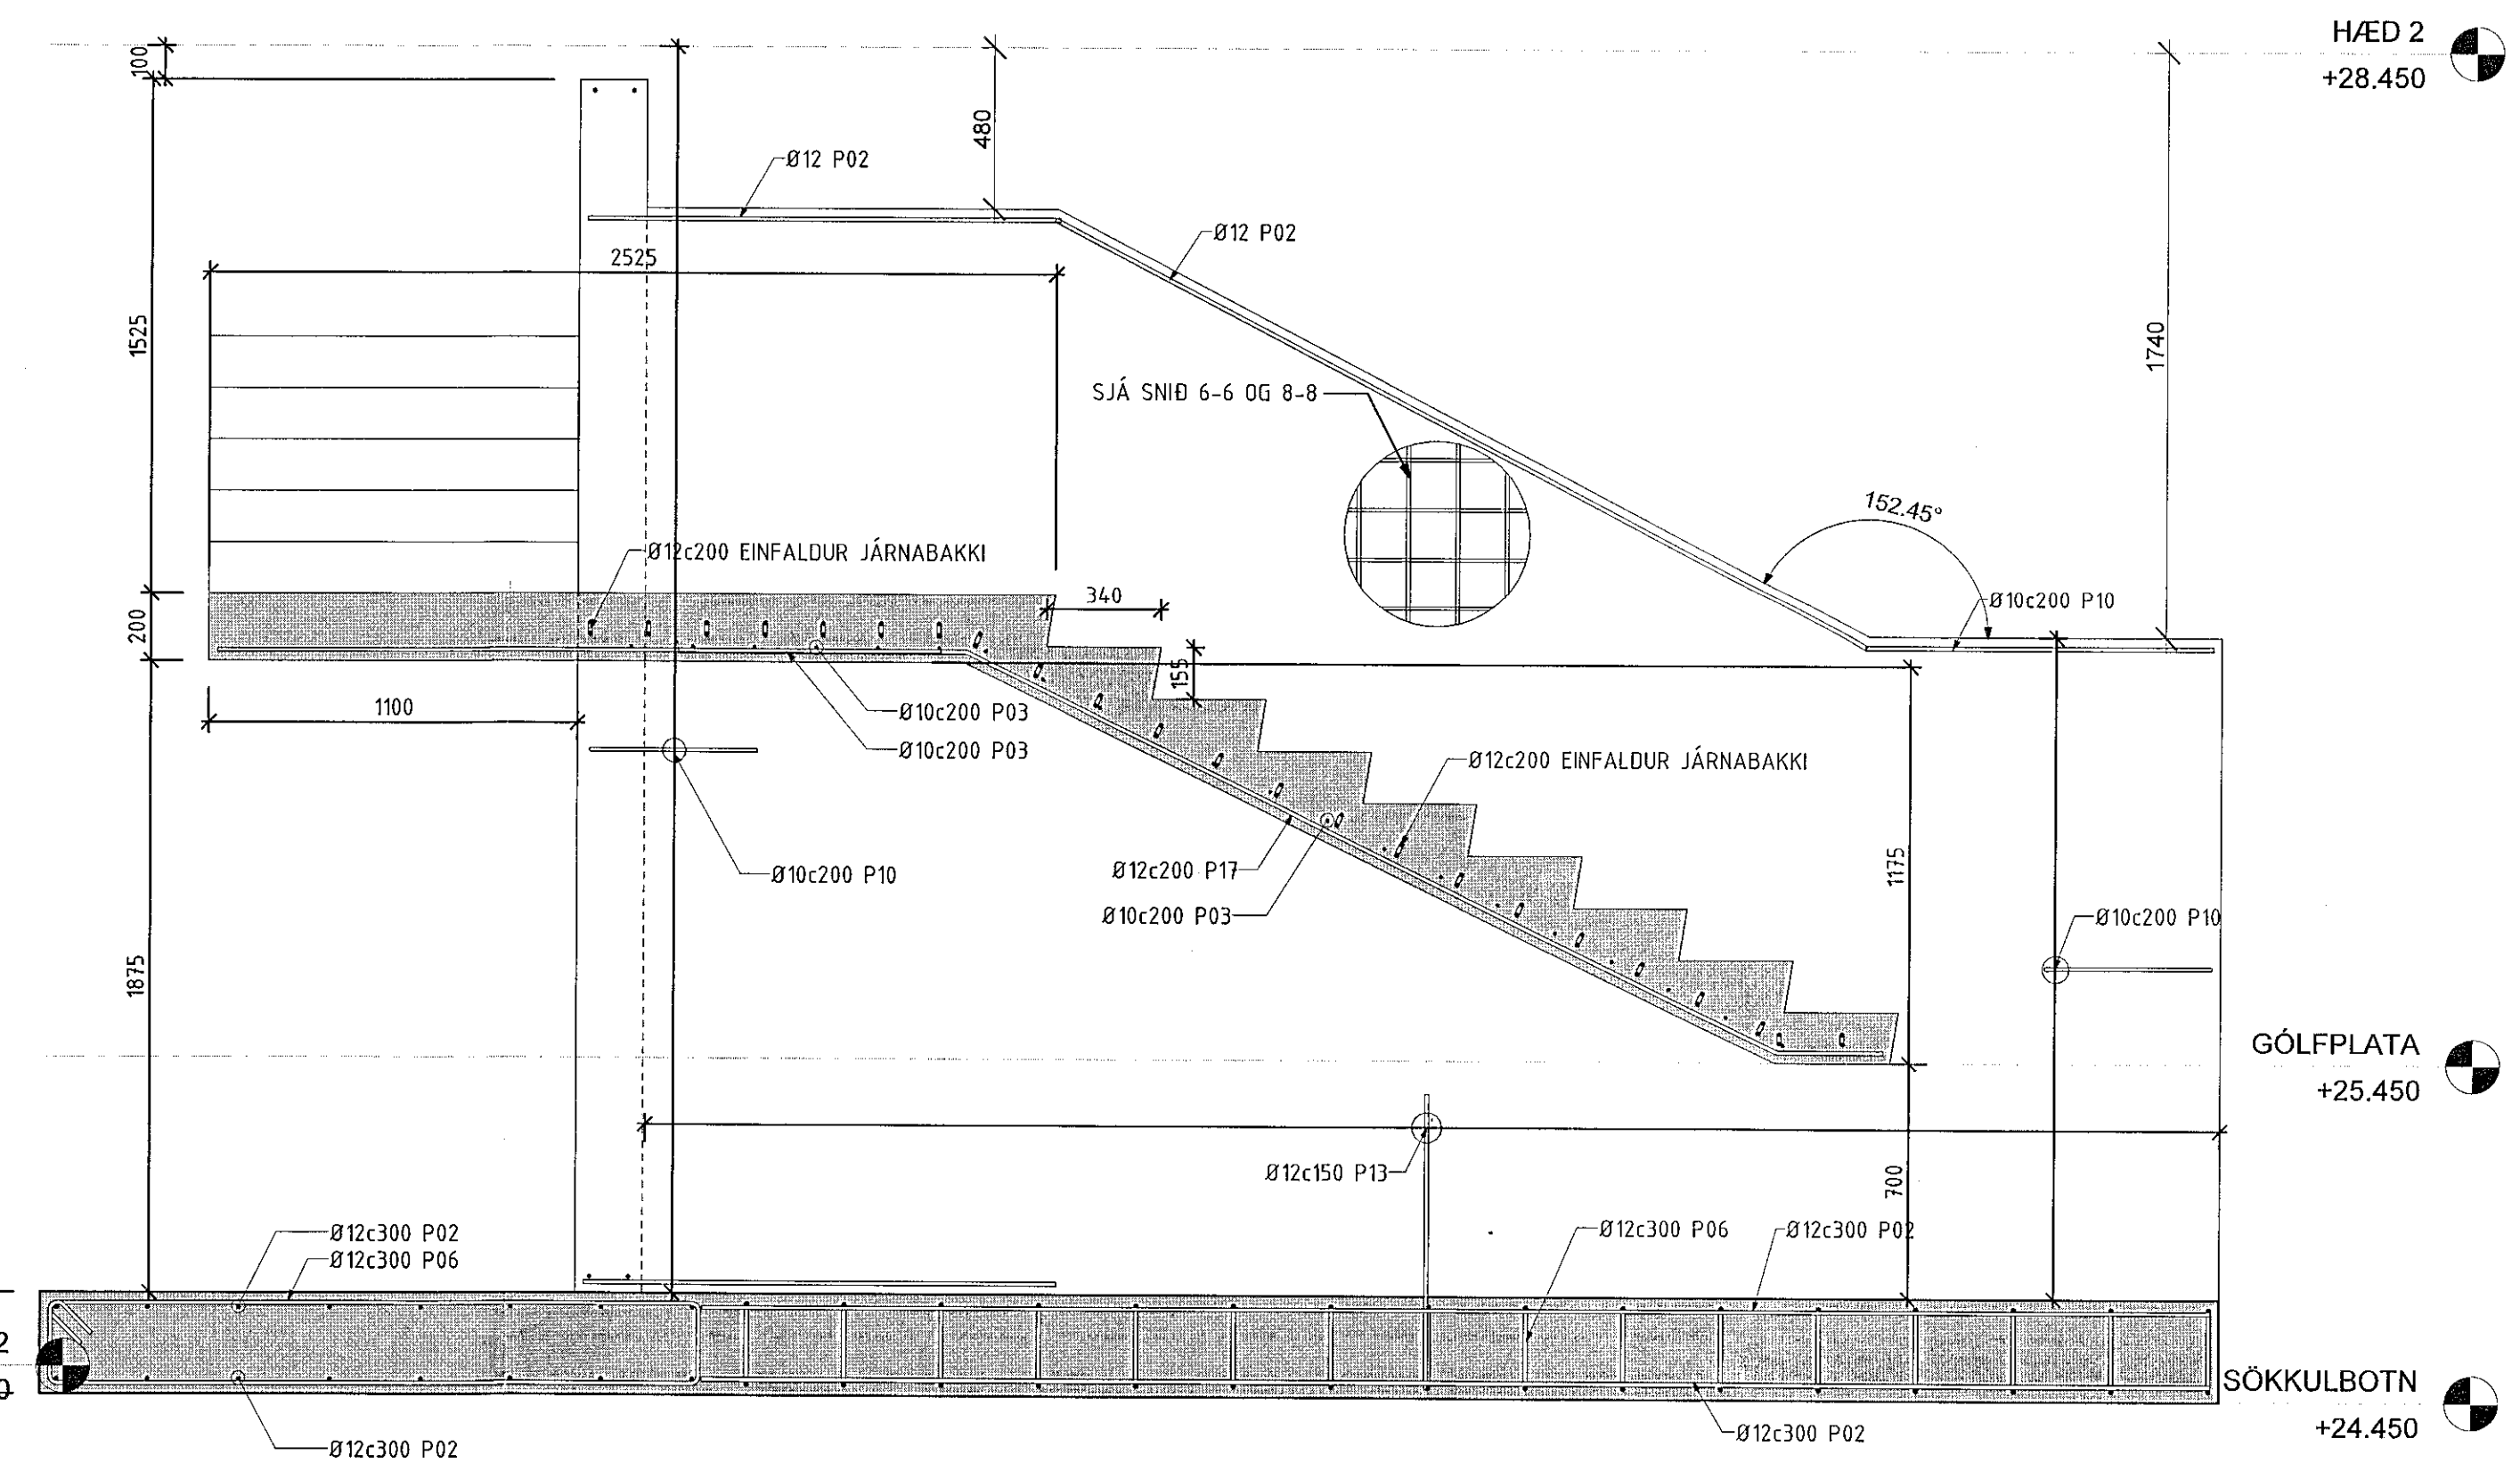 HÆÐ 2
+28.450
100
480
Ø12 P02
Ø12 P02
2525
1525
1740
SJÁ SNIÐ 6-6 OG 8-8
152.45°
Ø12c200 EINFALDUR JÁRNABAKKI
340
Ø10c200 P10
200
155
1100
Ø10c200 P03
Ø10c200 P03
Ø12c200 EINFALDUR JÁRNABAKKI
Ø10c200 P10
Ø12c200 P17
1175
Ø10c200 P03
Ø10c200 P10
1875
GÓLFPLATA
+25.450
Ø12c150 P13
700
Ø12c300 P02
Ø12c300 P06
Ø12c300 P06
Ø12c300 P02
2
0
SÖKKULBOTN
+24.450
Ø12c300 P02
Ø12c300 P02